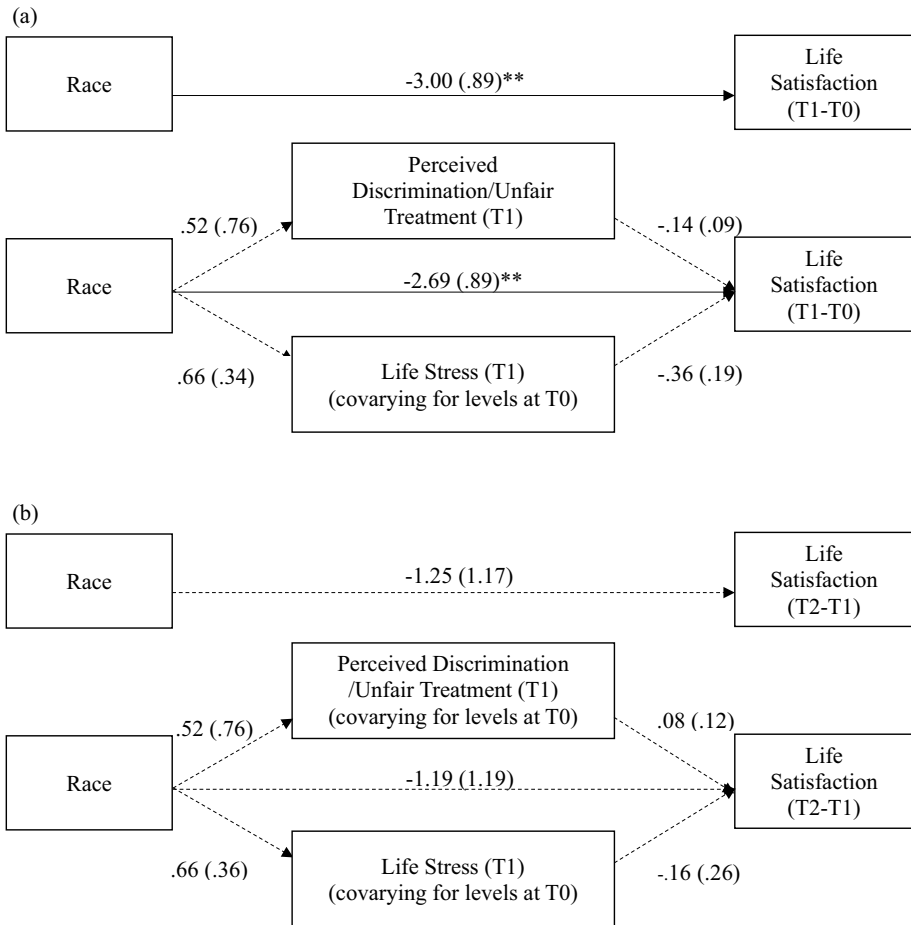 (a)
Race
-3.00 (.89)**
Life
Satisfaction
(T1-T0)
Perceived
Discrimination/Unfair
Treatment (T1)
.52 (.76)
-.14 (.09)
Race
-2.69 (.89)**
Life
Satisfaction
(T1-T0)
.66 (.34)
Life Stress (T1)
(covarying for levels at T0)
-.36 (.19)
(b)
Race
-1.25 (1.17)
Life
Satisfaction
(T2-T1)
Perceived Discrimination
/Unfair Treatment (T1)
(covarying for levels at T0)
.52 (.76)
.08 (.12)
Race
-1.19 (1.19)
Life
Satisfaction
(T2-T1)
.66 (.36)
Life Stress (T1)
(covarying for levels at T0)
-.16 (.26)